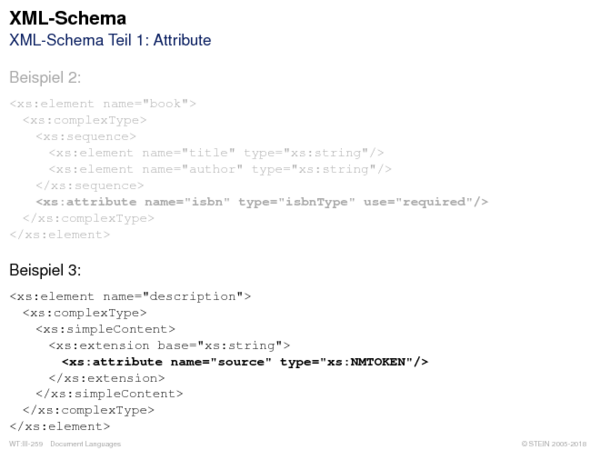 XML-Schema
XML-Schema Teil 1: Attribute
Beispiel 2:
<xs:element name="book">
<xs:complexType>
<xs:sequence>
<xs:element name="title" type="xs:string"/>
<xs:element name="author" type="xs:string"/>
</xs:sequence>
<xs:attribute name="isbn" type="isbnType" use="required"/>
</xs:complexType>
</xs:element>
Beispiel 3:
<xs:element name="description">
<xs:complexType>
<xs:simpleContent>
<xs:extension base="xs:string">
<xs:attribute name="source" type="xs:NMTOKEN"/>
</xs:extension>
</xs:simpleContent>
</xs:complexType>
</xs:element>
WT:III-299 Document Languages © STEIN 2005-2018